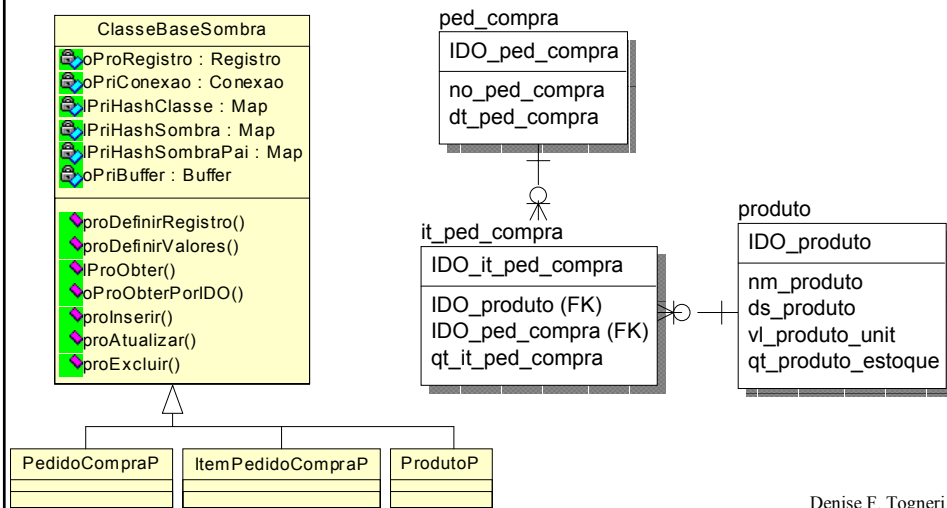 ClasseBaseSombra
oProRegistro : Registro
oPriConexao : Conexao
lPriHashClasse : Map
lPriHashSombra : Map
lPriHashSombraPai : Map
oPriBuffer : Buffer
proDefinirRegistro()
proDefinirValores()
lProObter()
oProObterPorIDO()
proInserir()
proAtualizar()
proExcluir()
PedidoCompraP
ItemPedidoCompraP
ProdutoP
ped_compra
IDO_ped_compra
no_ped_compra
dt_ped_compra
it_ped_compra
IDO_it_ped_compra
IDO_produto (FK)
IDO_ped_compra (FK)
qt_it_ped_compra
produto
IDO_produto
nm_produto
ds_produto
vl_produto_unit
qt_produto_estoque
Denise F. Togneri